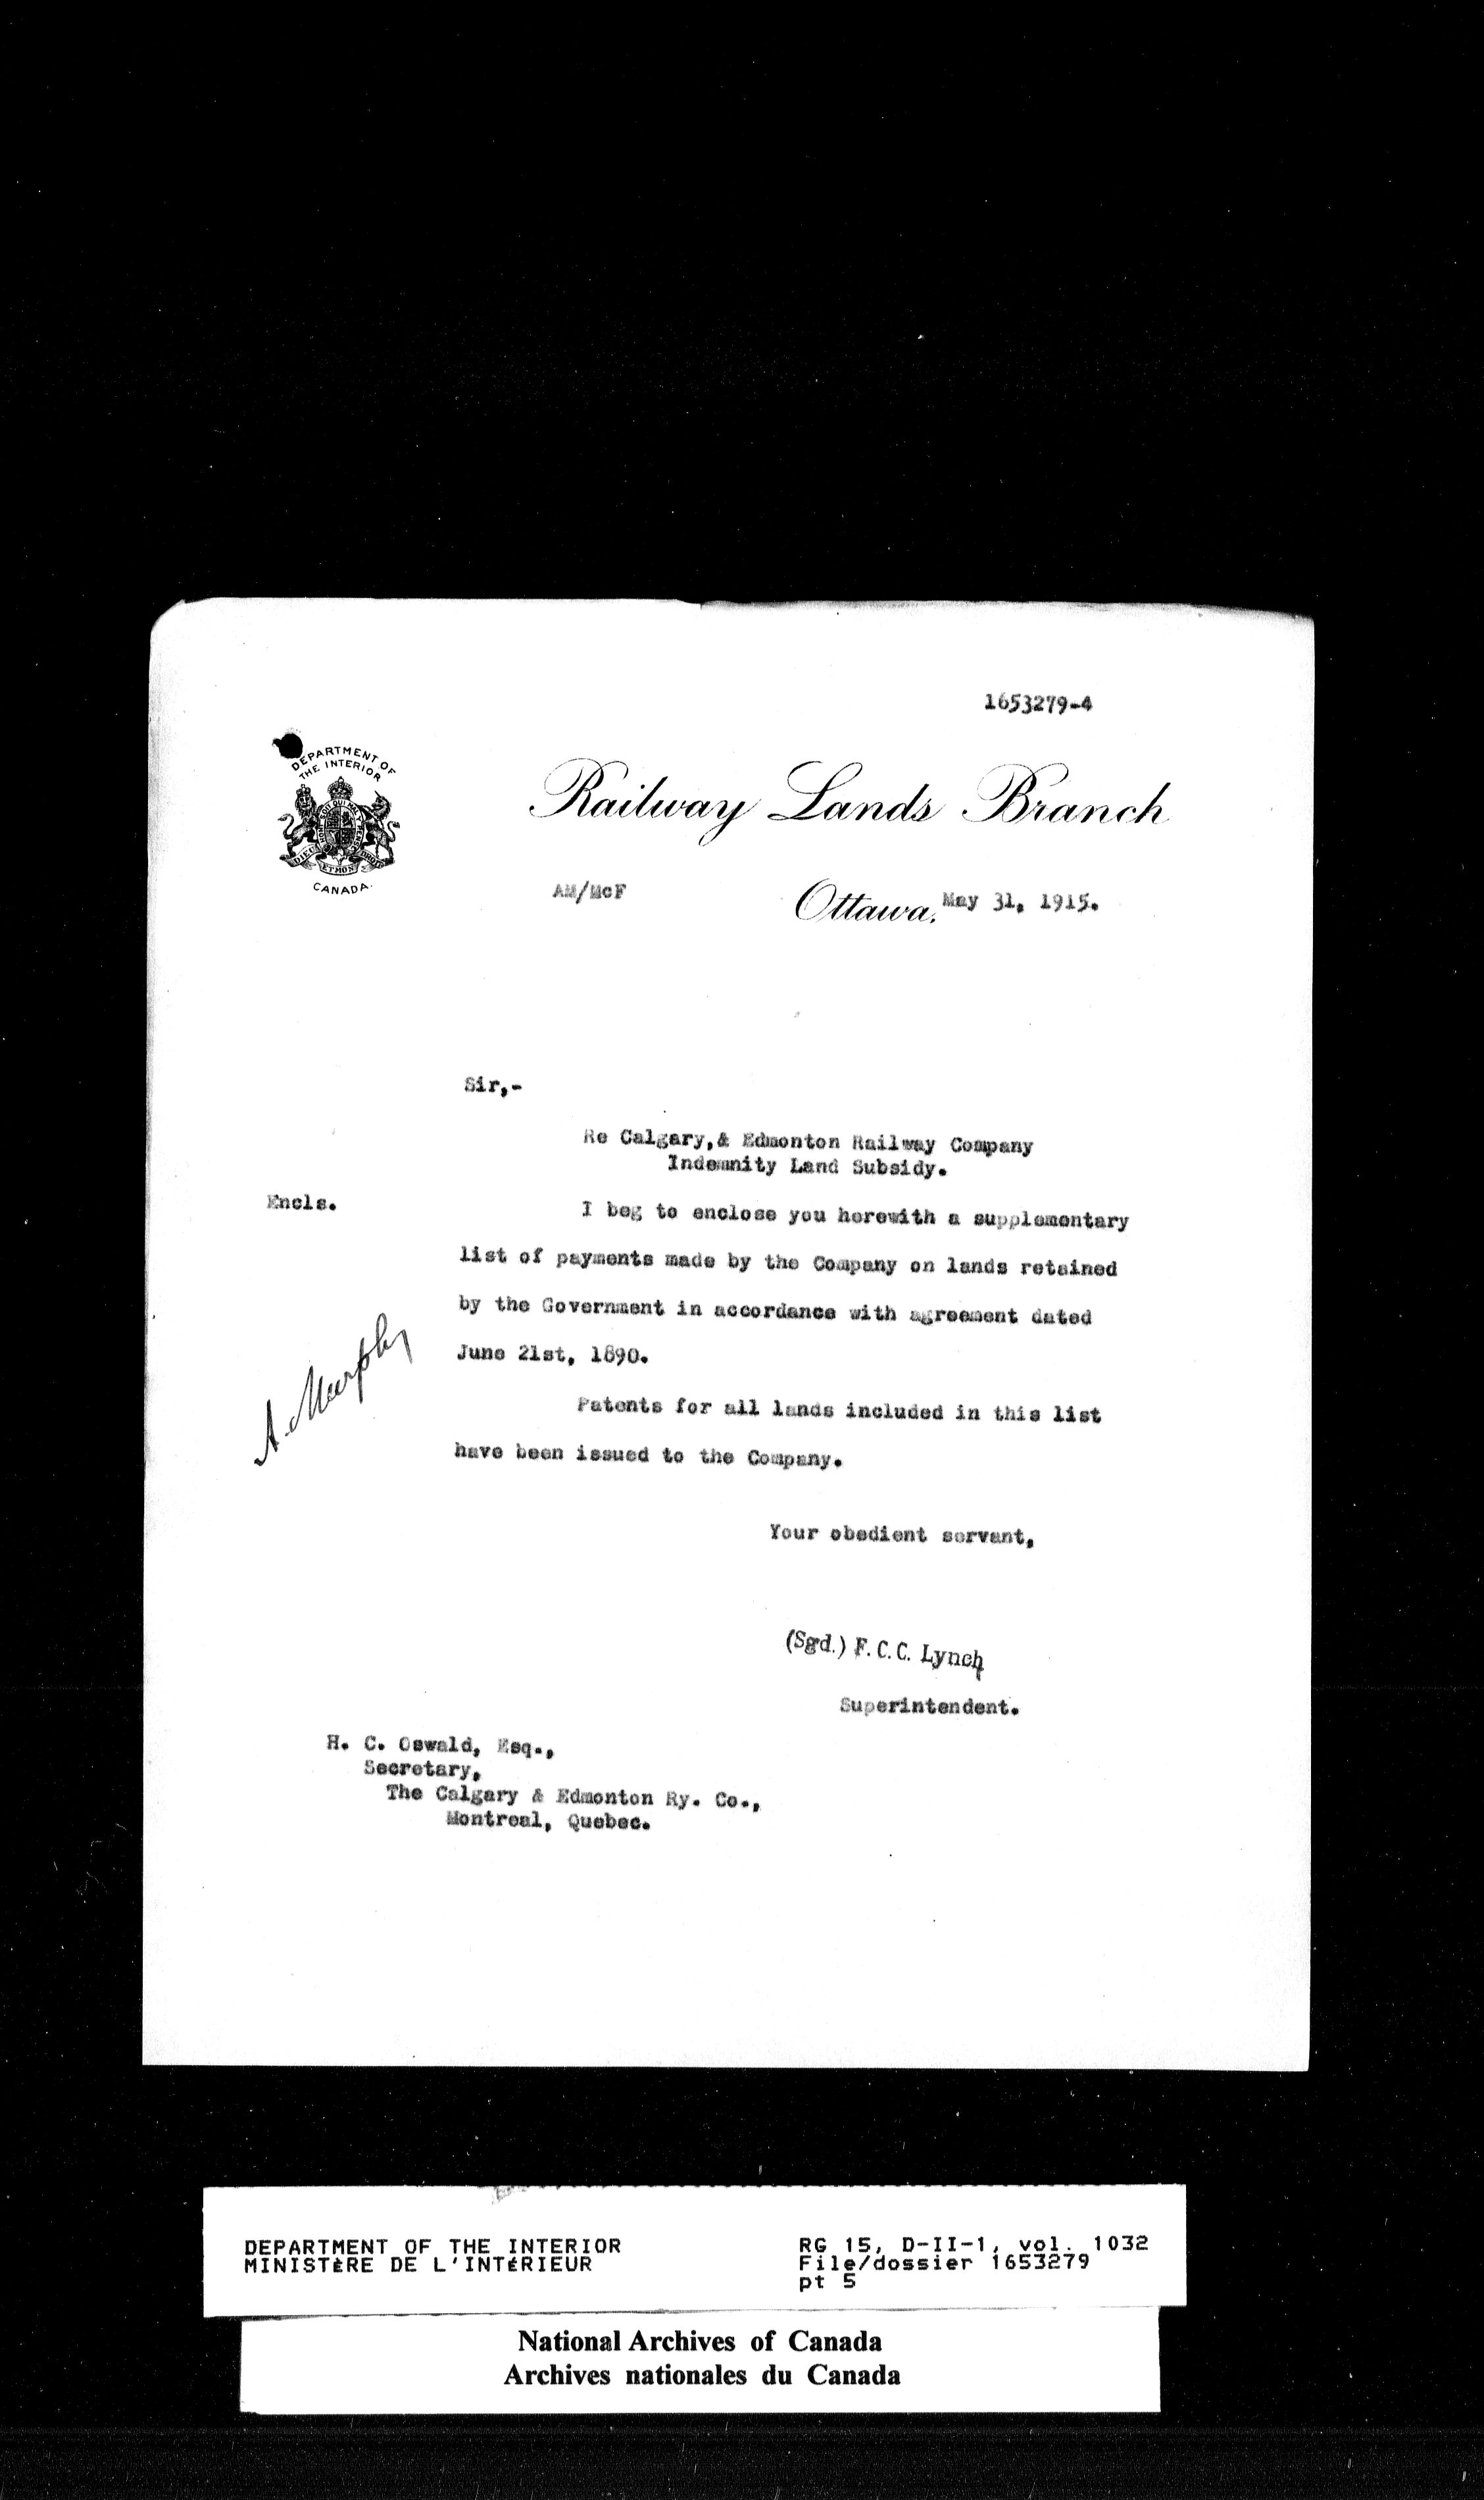 1653279-4
DEPARTMENT OF
THE INTERIOR
DIEU
ET MON
DROIT
CANADA.
Railway Lands Branch
AM/McF
Ottawa, May 31, 1915.
Sir,-
Re Calgary,& Edmonton Railway Company
Indemnity Land Subsidy.
Encls.
I beg to enclose you herewith a supplementary
list of payments made by the Company on lands retained
by the Government in accordance with agreement dated
June 21st, 1890.
A. Murphy
Patents for all lands included in this list
have been issued to the Company.
Your obedient servant,
(Sgd.) F. C. C. Lynch
Superintendent.
H. C. Oswald, Esq.,
Secretary,
The Calgary & Edmonton Ry. Co.,
Montreal, Quebec.
DEPARTMENT OF THE INTERIOR
MINISTÈRE DE L'INTÉRIEUR
RG 15, D-II-1, vol. 1032
File/dossier 1653279
pt 5
National Archives of Canada
Archives nationales du Canada